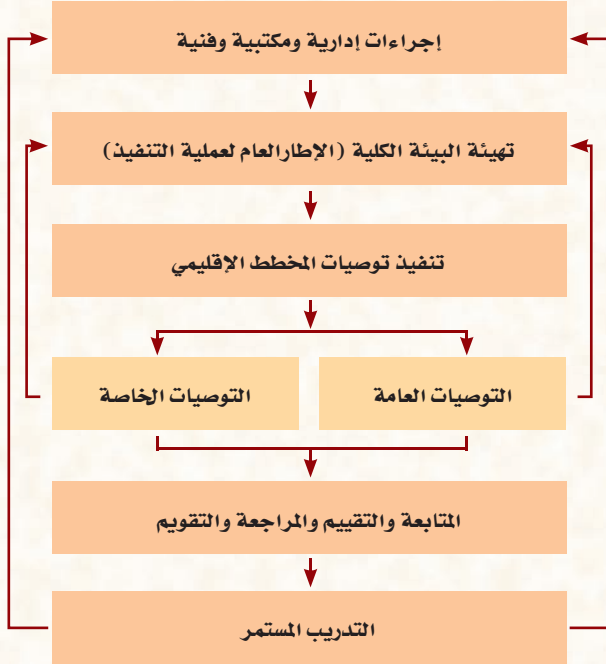 إجراءات إدارية ومكتبية وفنية
تهيئة البيئة الكلية (الإطارالعام لعملية التنفيذ)
تنفيذ توصيات المخطط الإقليمي
التوصيات العامة
التوصيات الخاصة
المتابعة والتقييم والمراجعة والتقويم
التدريب المستمر